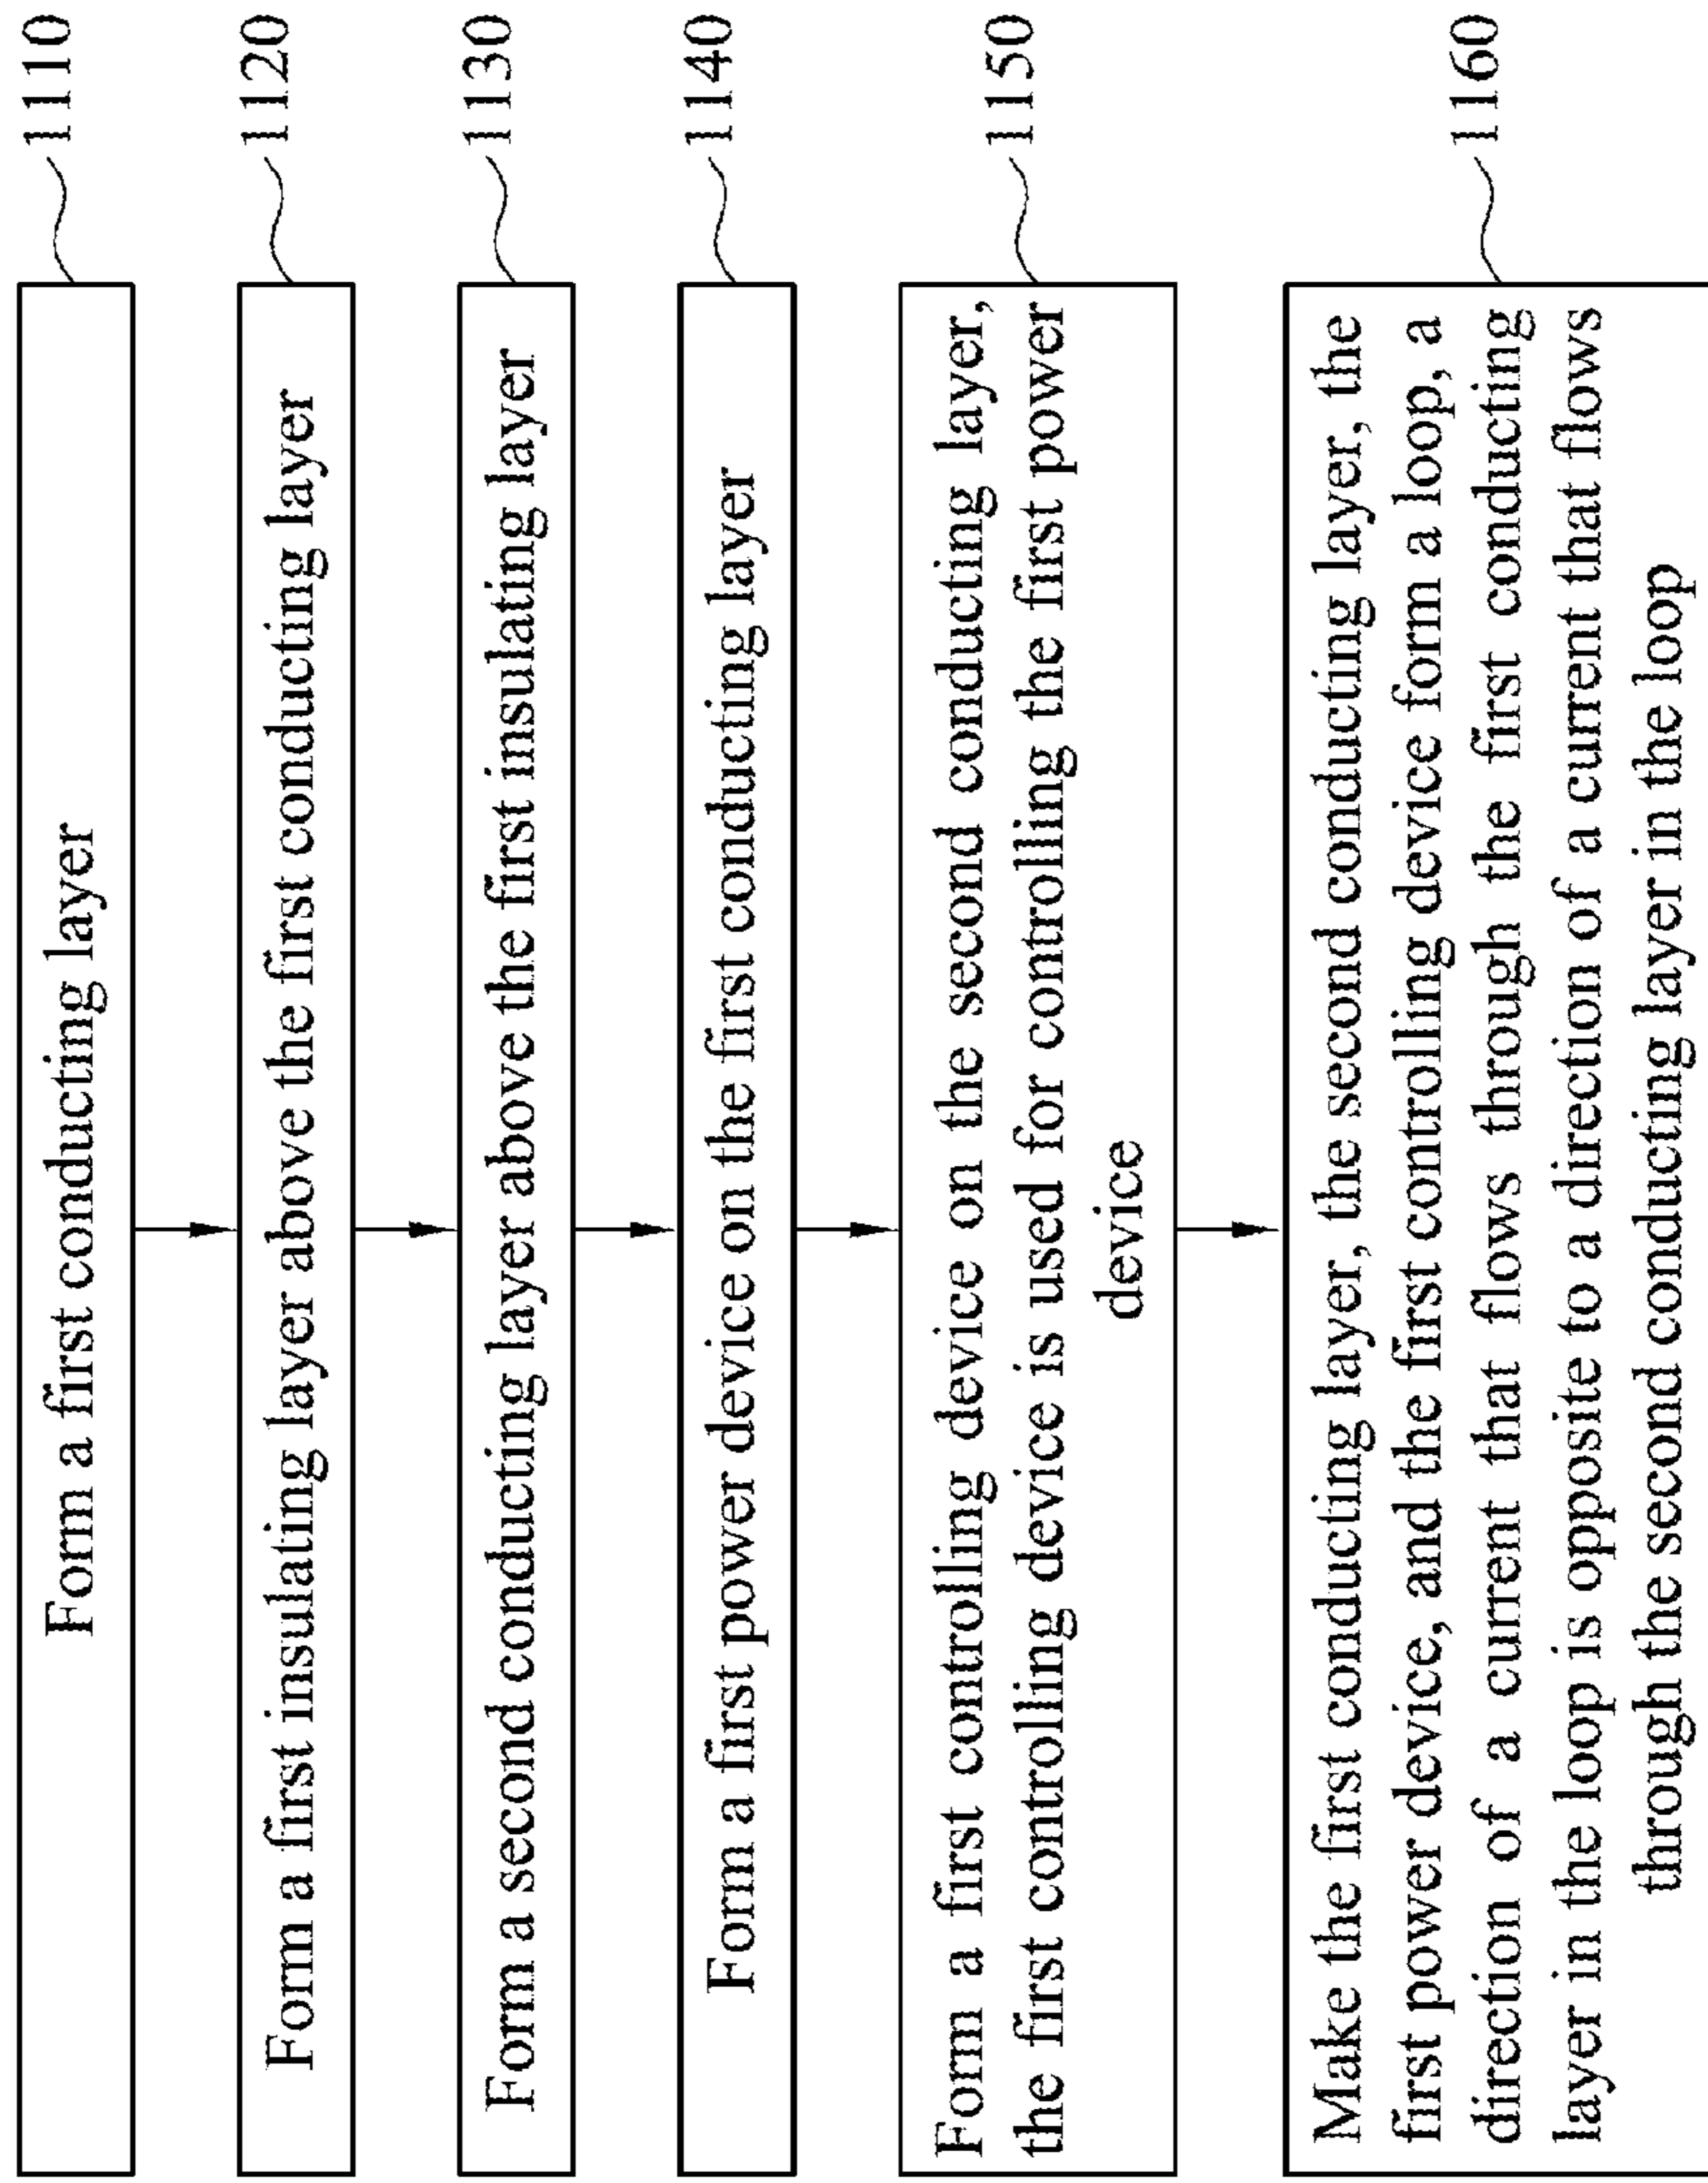 Form a first conducting layer
1110
Form a first insulating layer above the first conducting layer
1120
Form a second conducting layer above the first insulating layer
1130
Form a first power device on the first conducting layer
1140
Form a first controlling device on the second conducting layer,
the first controlling device is used for controlling the first power
device
1150
Make the first conducting layer, the second conducting layer, the
first power device, and the first controlling device form a loop, a
direction of a current that flows through the first conducting
layer in the loop is opposite to a direction of a current that flows
through the second conducting layer in the loop
1160